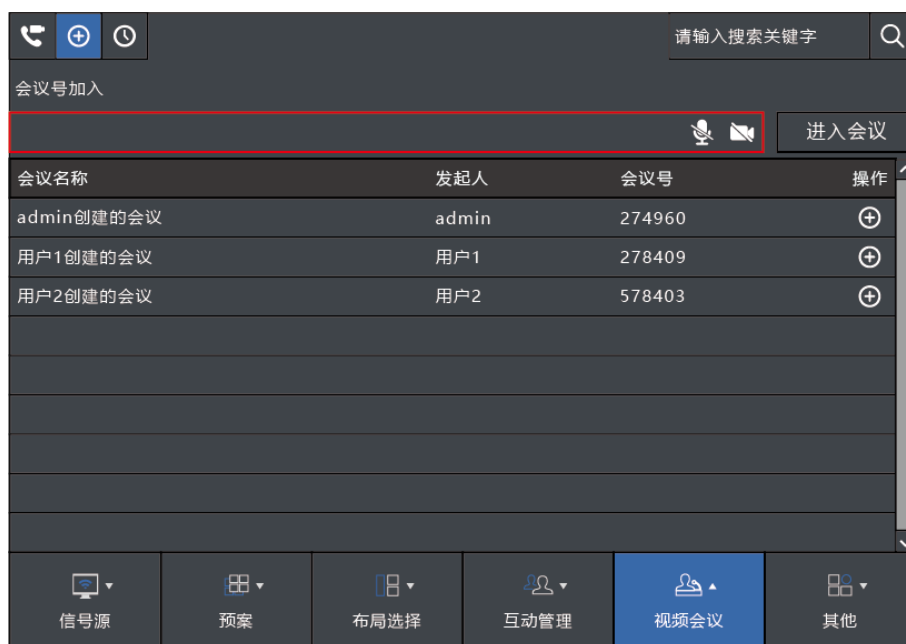 请输入搜索关键字
会议号加入
进入会议
会议名称 发起人 会议号 操作
admin创建的会议 admin 274960
用户1创建的会议 用户1 278409
用户2创建的会议 用户2 578403
信号源 预案 布局选择 互动管理 视频会议 其他